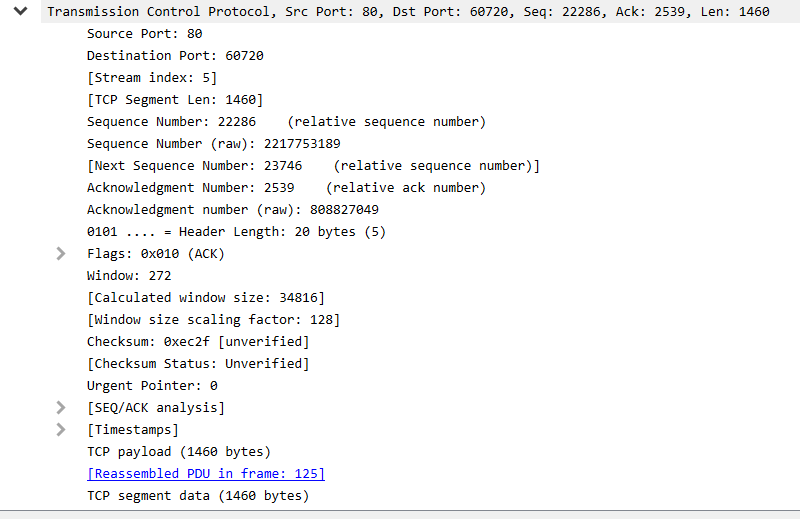 Transmission Control Protocol, Src Port: 80, Dst Port: 60720, Seq: 22286, Ack: 2539, Len: 1460
Source Port: 80
Destination Port: 60720
[Stream index: 5]
[TCP Segment Len: 1460]
Sequence Number: 22286    (relative sequence number)
Sequence Number (raw): 2217753189
[Next Sequence Number: 23746    (relative sequence number)]
Acknowledgment Number: 2539    (relative ack number)
Acknowledgment number (raw): 808827049
0101 .... = Header Length: 20 bytes (5)
Flags: 0x010 (ACK)
Window: 272
[Calculated window size: 34816]
[Window size scaling factor: 128]
Checksum: 0xec2f [unverified]
[Checksum Status: Unverified]
Urgent Pointer: 0
[SEQ/ACK analysis]
[Timestamps]
TCP payload (1460 bytes)
[Reassembled PDU in frame: 125]
TCP segment data (1460 bytes)